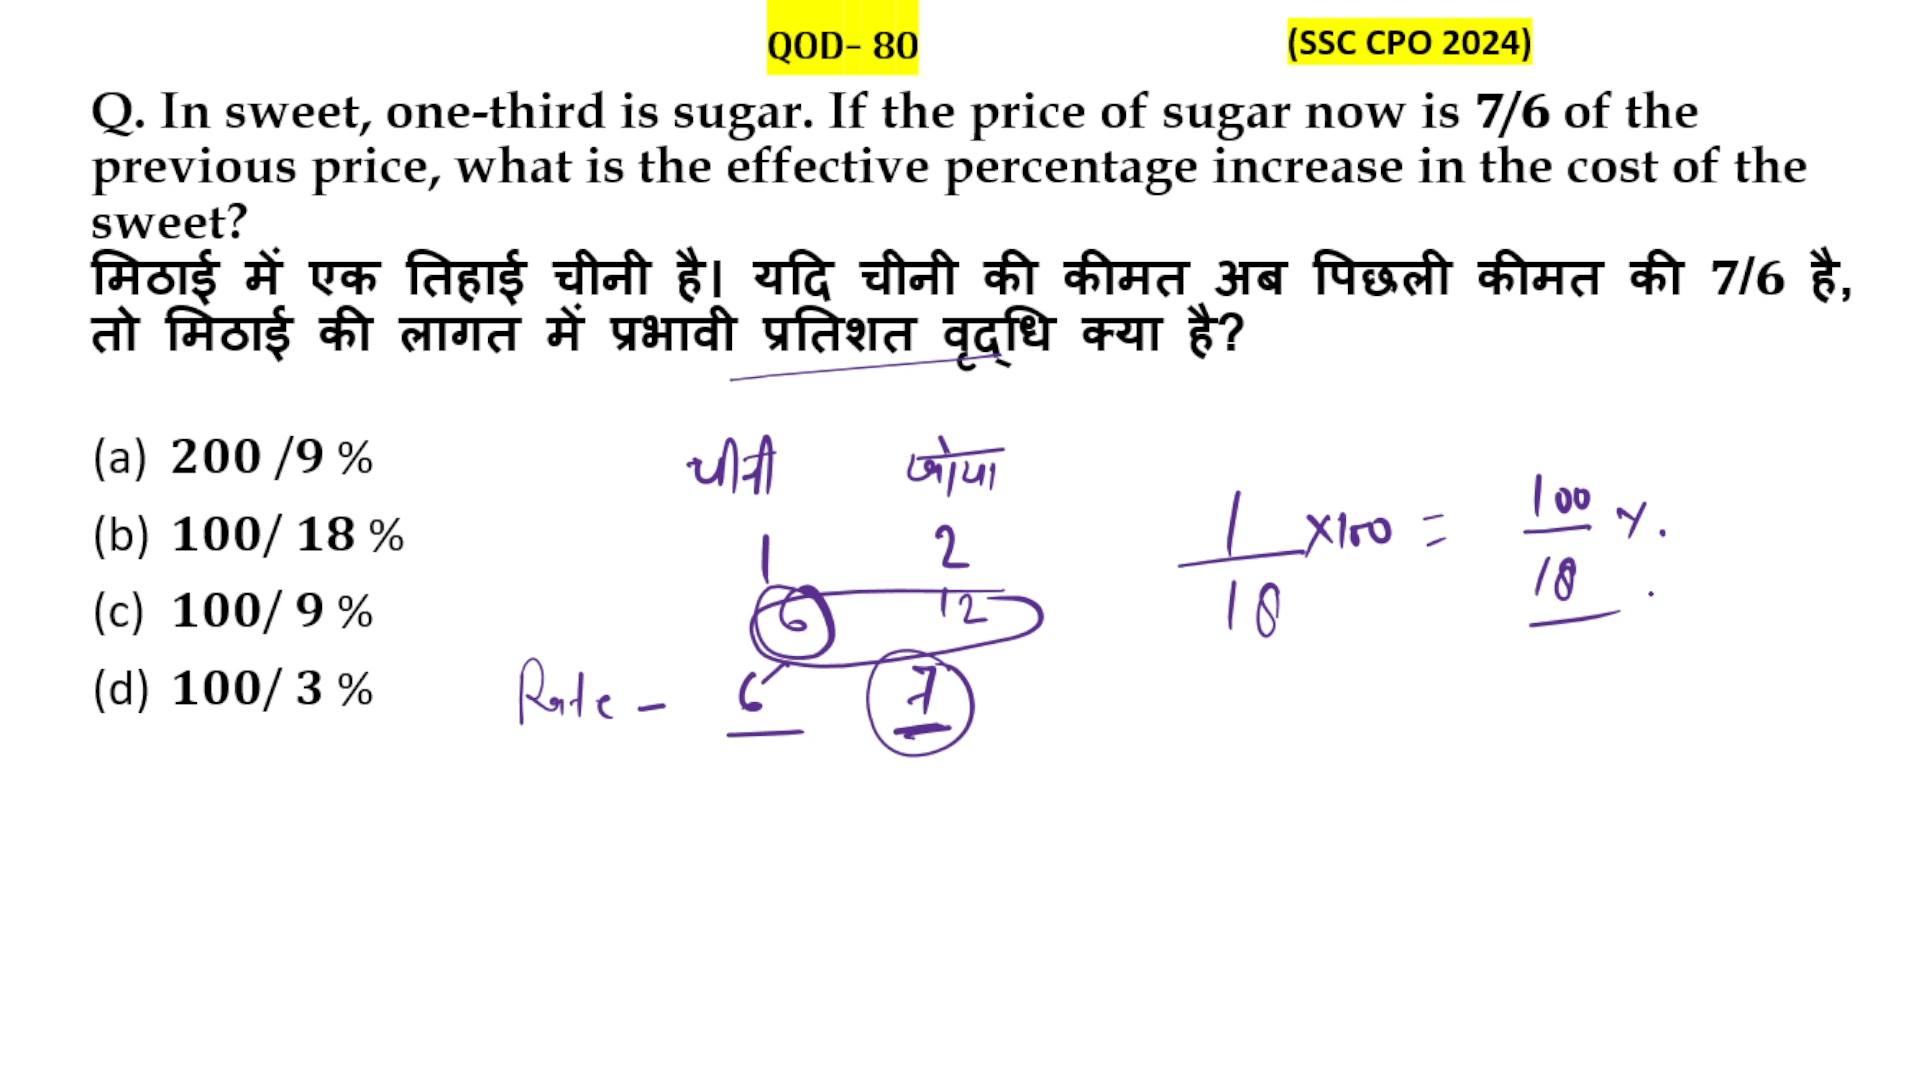 QOD- 80
(SSC CPO 2024)
Q. In sweet, one-third is sugar. If the price of sugar now is 7/6 of the
previous price, what is the effective percentage increase in the cost of the
sweet?
मिठाई में एक तिहाई चीनी है। यदि चीनी की कीमत अब पिछली कीमत की 7/6 है,
तो मिठाई की लागत में प्रभावी प्रतिशत वृद्धि क्या है?
(a) 200 /9 %
(b) 100/ 18 %
(c) 100/ 9 %
(d) 100/ 3 %
चीनी
1 2
6 12
Rate - 6 7
1/18 ×100 = 100/18 %.